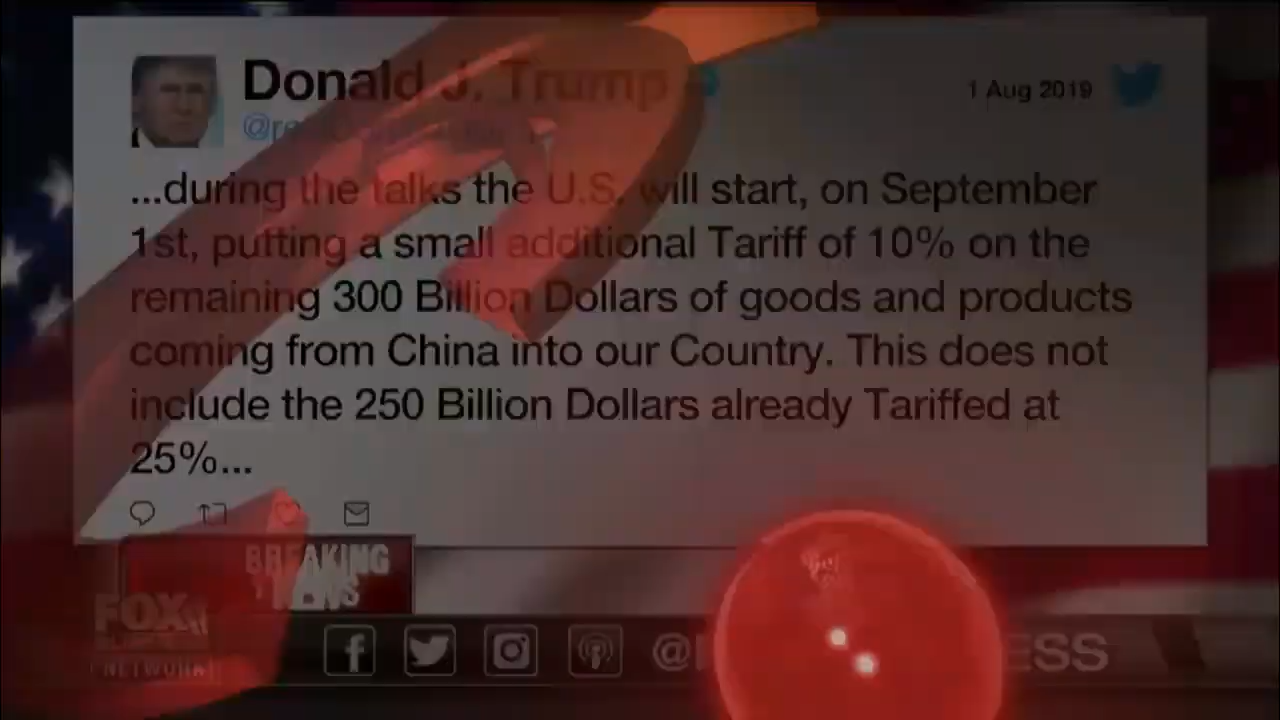 Donald J. Trump
1 Aug 2019
...during the talks the U.S. will start, on September
1st, putting a small additional Tariff of 10% on the
remaining 300 Billion Dollars of goods and products
coming from China into our Country. This does not
include the 250 Billion Dollars already Tariffed at
25%...
BREAKING
NEWS
FOX
NETWORK